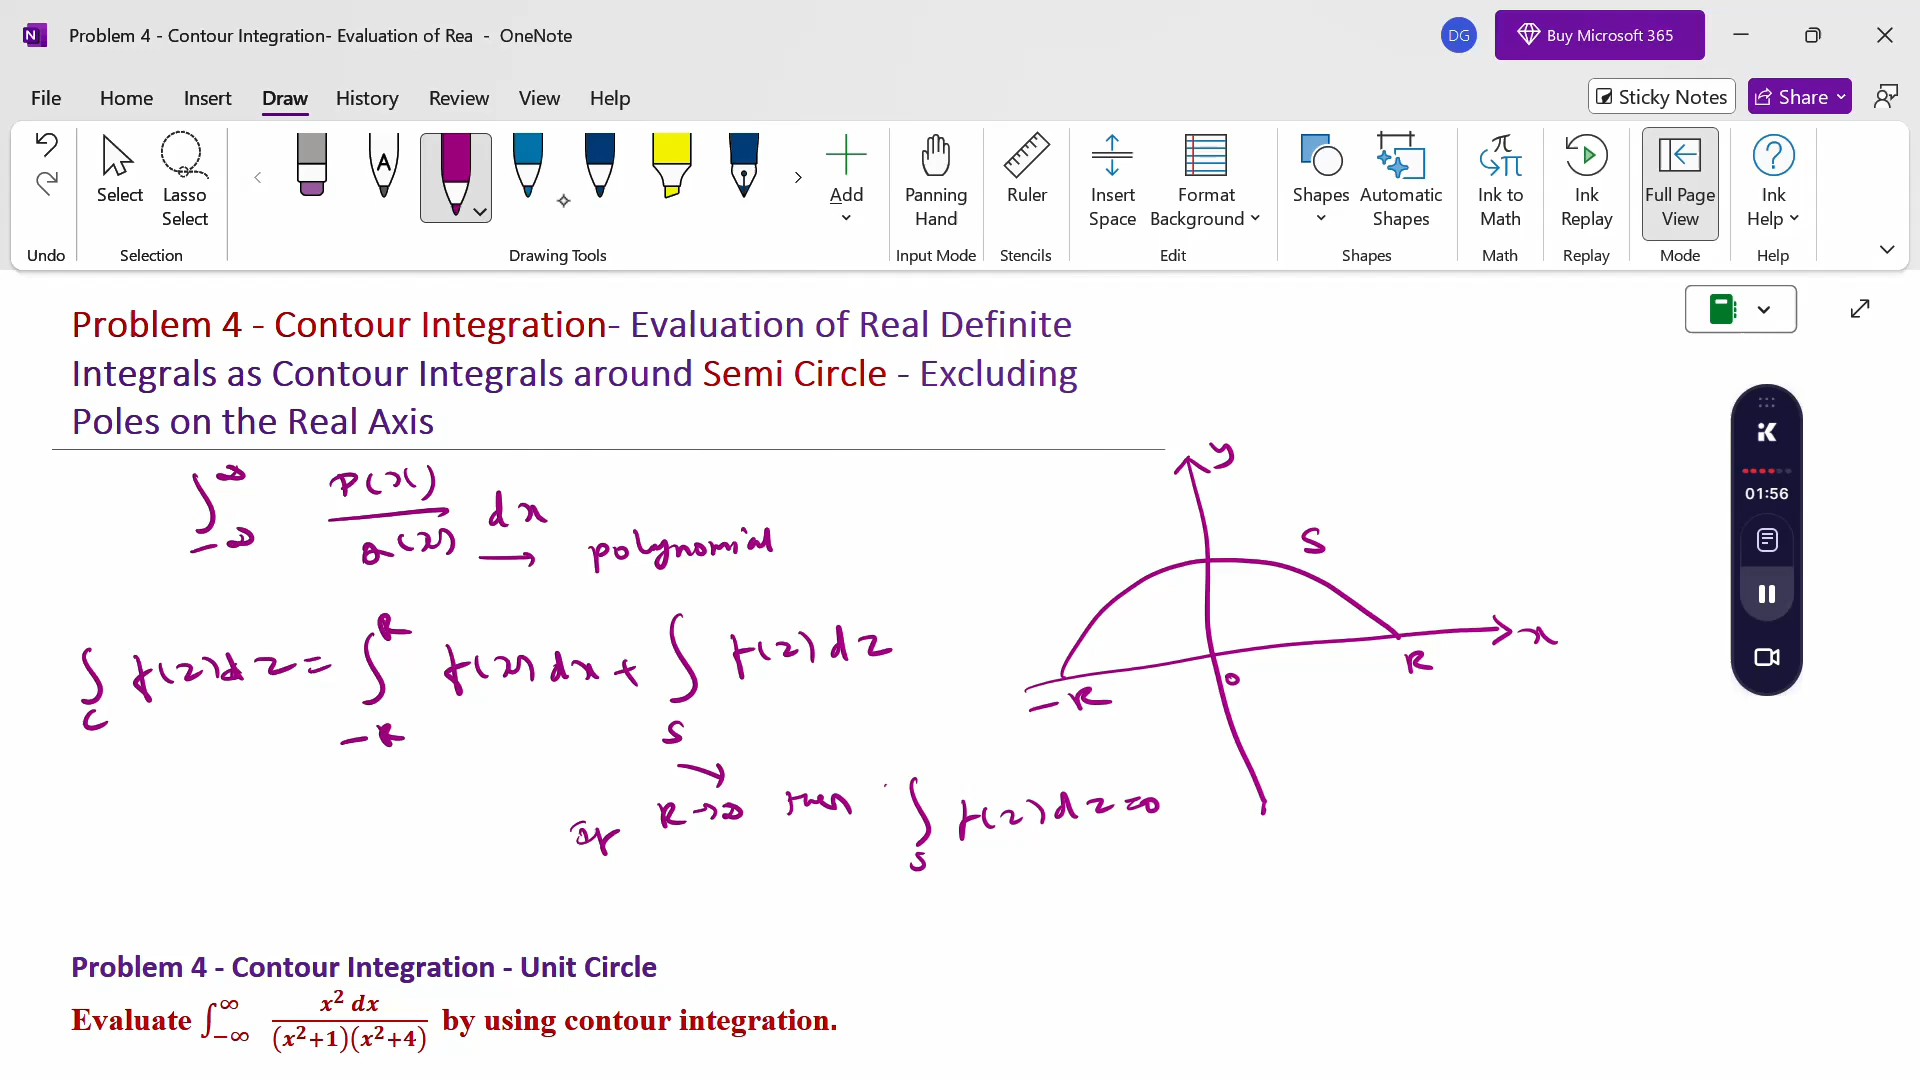 Problem 4 - Contour Integration- Evaluation of Rea - OneNote
DG
Buy Microsoft 365
File Home Insert Draw History Review View Help
Sticky Notes
Share
Undo
Select
Lasso Select
Selection
A
Drawing Tools
Add
Panning Hand
Input Mode
Ruler
Stencils
Insert Space
Format Background
Edit
Shapes
Automatic Shapes
Shapes
Ink to Math
Math
Ink Replay
Replay
Full Page View
Mode
Ink Help
Help
Problem 4 - Contour Integration- Evaluation of Real Definite
Integrals as Contour Integrals around Semi Circle - Excluding
Poles on the Real Axis
01:56
∫_{-∞}^{∞} P(x)/Q(x) dx → polynomial
∫_C f(z)dz = ∫_{-R}^{R} f(x)dx + ∫_S f(z)dz
If R→∞ then ∫_S f(z)dz=0
y
S
x
R
0
-R
Problem 4 - Contour Integration - Unit Circle
Evaluate ∫_{-∞}^{∞} x² dx/((x²+1)(x²+4)) by using contour integration.